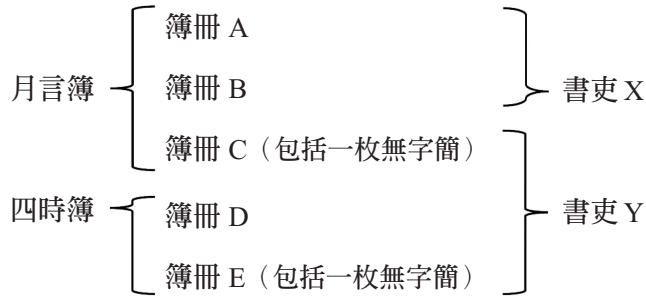 簿冊 A
月言簿
簿冊 B
書吏 X
簿冊 C（包括一枚無字簡）
四時簿
簿冊 D
書吏 Y
簿冊 E（包括一枚無字簡）